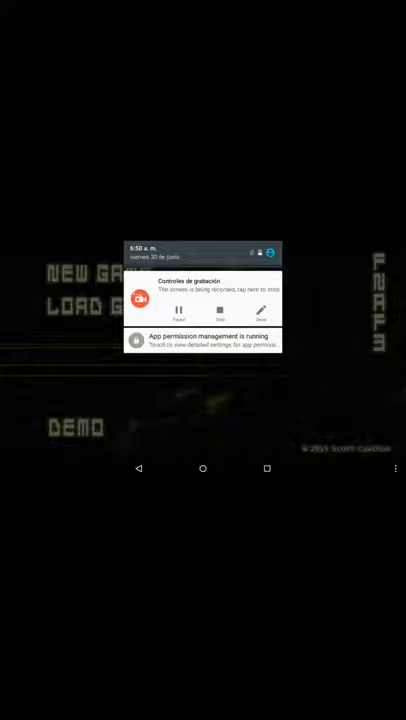 6:50 a. m.
viernes 30 de junio
Controles de grabación
The screen is being recorded, tap here to stop
Pause
Stop
Draw
App permission management is running
Touch to view detailed settings for app permissi...
NEW GA
LOAD G
DEMO
FNAF3
© 2015 Scott Cawthon